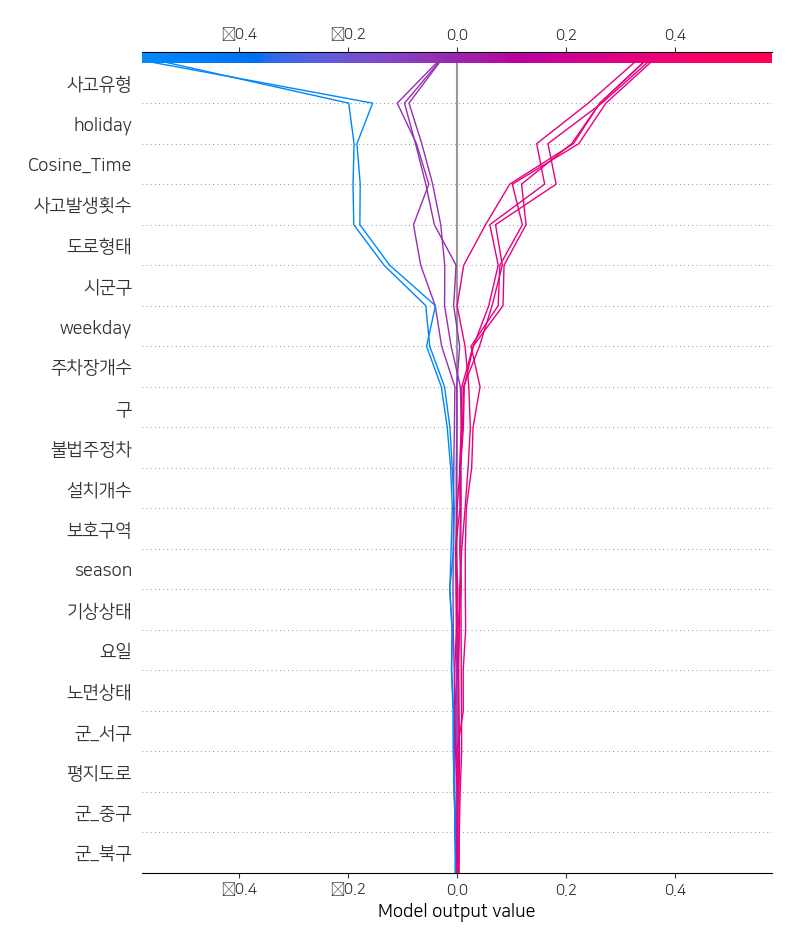 ☒0.4 ☒0.2 0.0 0.2 0.4
사고유형
holiday
Cosine_Time
사고발생횟수
도로형태
시군구
weekday
주차장개수
구
불법주정차
설치개수
보호구역
season
기상상태
요일
노면상태
군_서구
평지도로
군_중구
군_북구
☒0.4 ☒0.2 0.0 0.2 0.4
Model output value